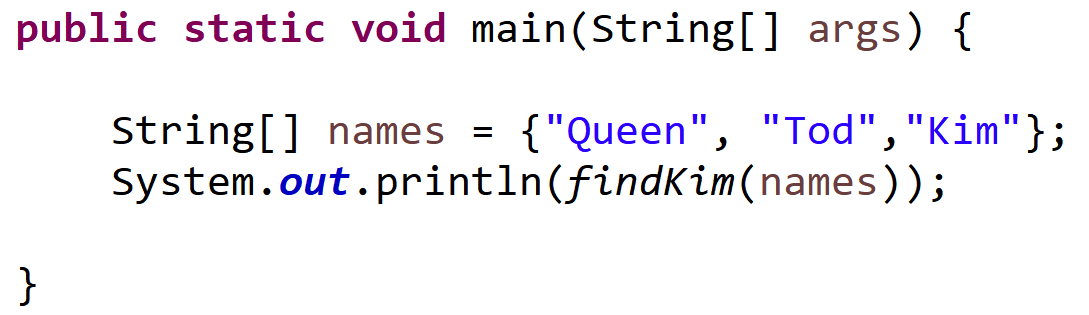 public static void main(String[] args) {
String[] names = {"Queen", "Tod","Kim"};
System.out.println(findKim(names));
}